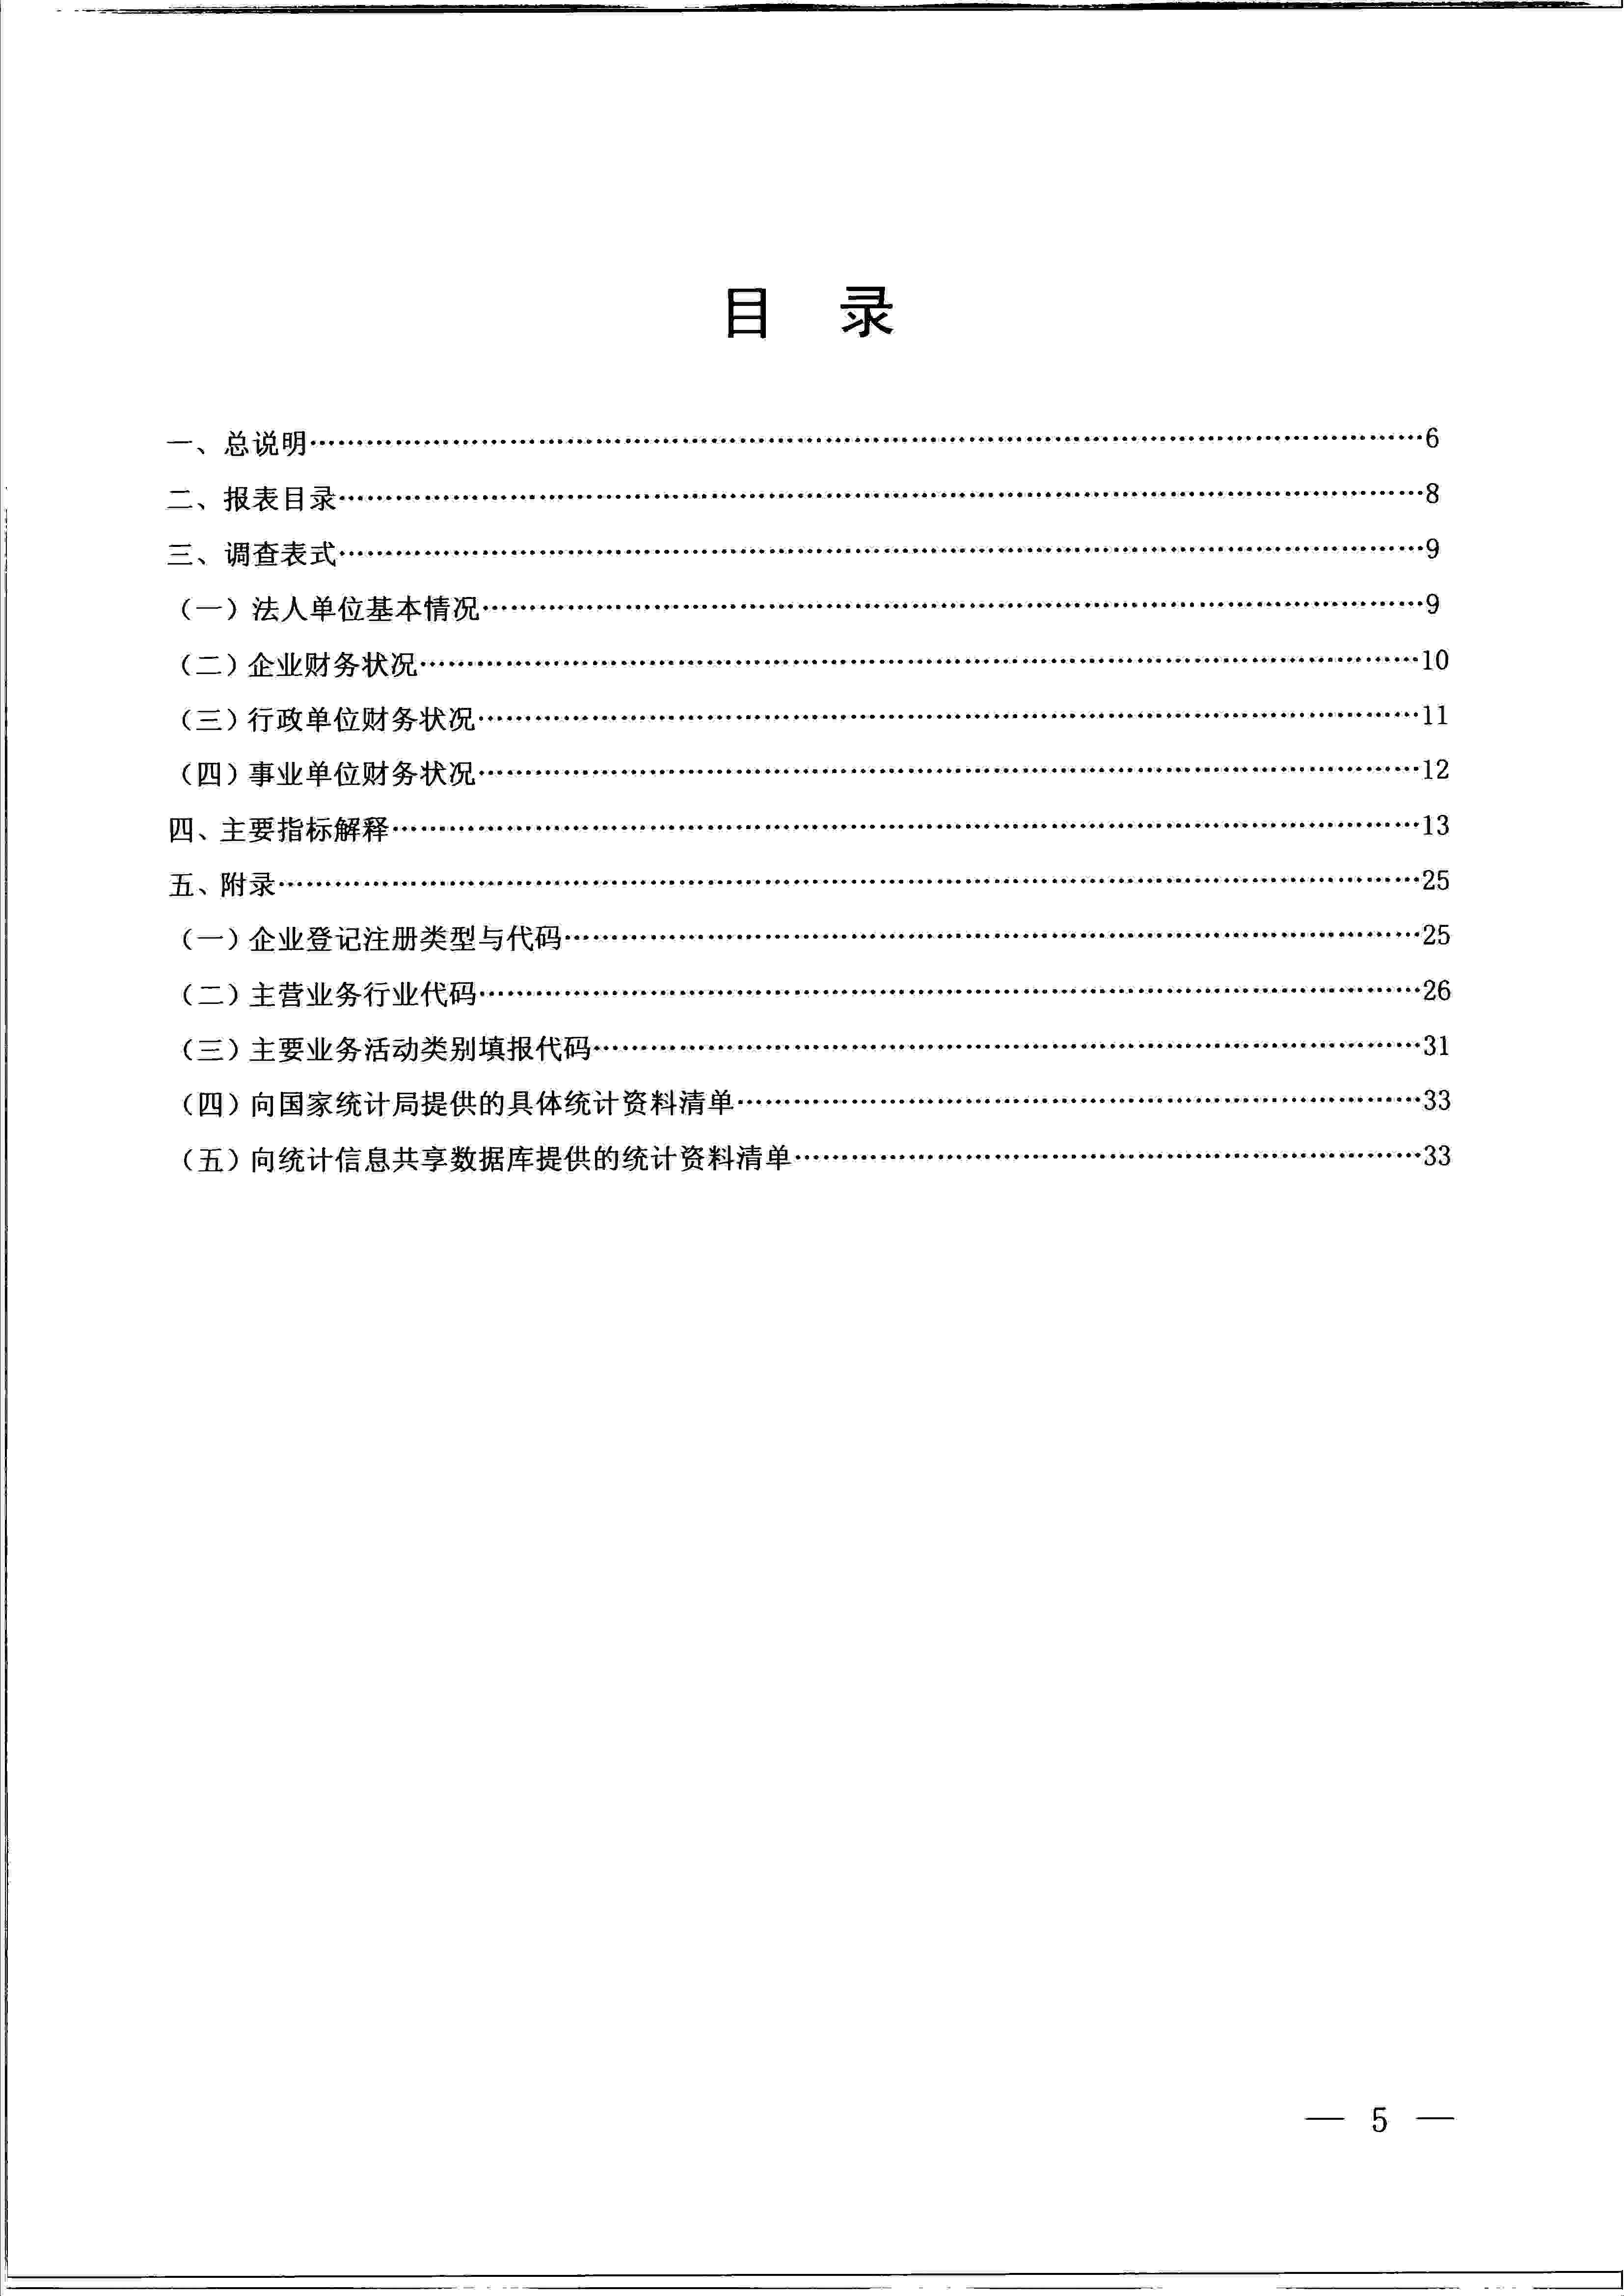 目 录
一、总说明……6
二、报表目录……8
三、调查表式……9
（一）法人单位基本情况……9
（二）企业财务状况……10
（三）行政单位财务状况……11
（四）事业单位财务状况……12
四、主要指标解释……13
五、附录……25
（一）企业登记注册类型与代码……25
（二）主营业务行业代码……26
（三）主要业务活动类别填报代码……31
（四）向国家统计局提供的具体统计资料清单……33
（五）向统计信息共享数据库提供的统计资料清单……33
— 5 —